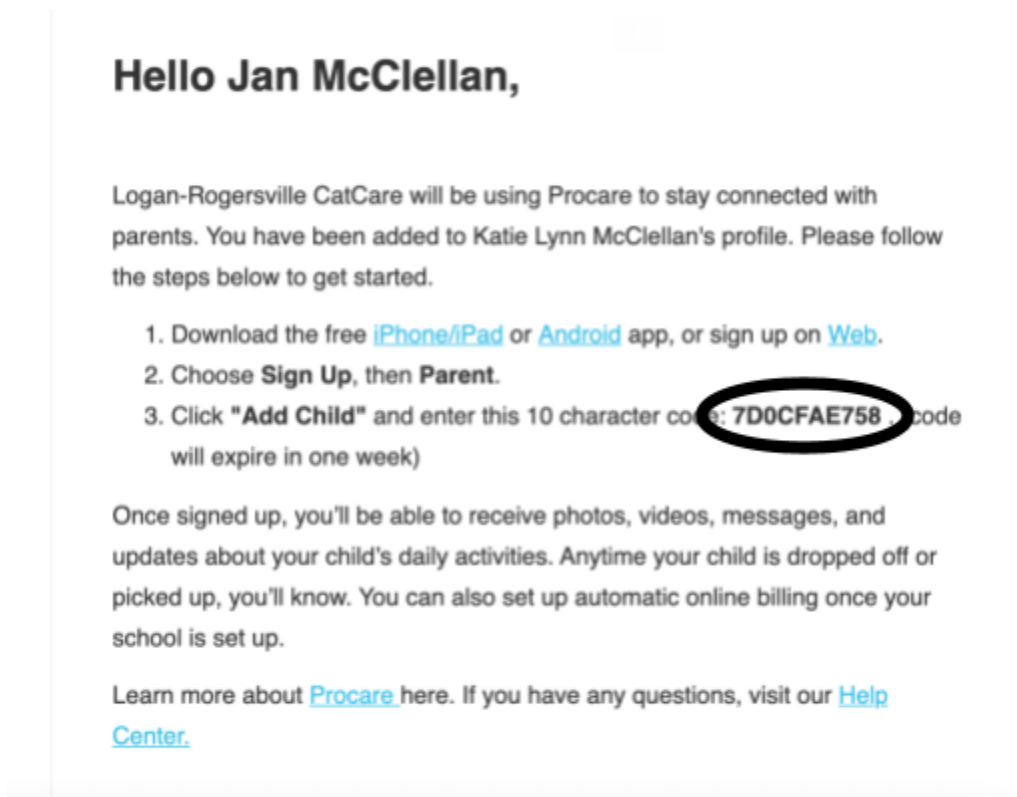 Hello Jan McClellan,
Logan-Rogersville CatCare will be using Procare to stay connected with
parents. You have been added to Katie Lynn McClellan's profile. Please follow
the steps below to get started.
1. Download the free iPhone/iPad or Android app, or sign up on Web.
2. Choose Sign Up, then Parent.
3. Click "Add Child" and enter this 10 character code: 7D0CFAE758 code
will expire in one week)
Once signed up, you'll be able to receive photos, videos, messages, and
updates about your child's daily activities. Anytime your child is dropped off or
picked up, you'll know. You can also set up automatic online billing once your
school is set up.
Learn more about Procare here. If you have any questions, visit our Help
Center.